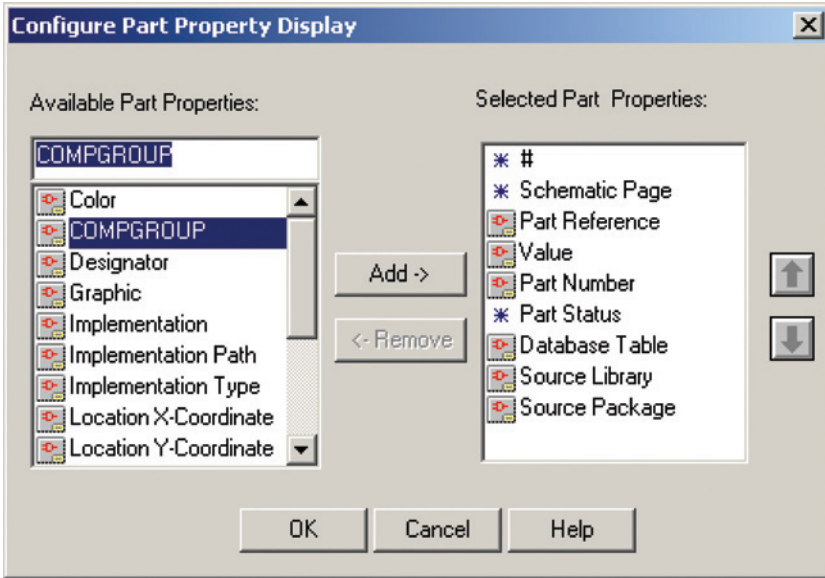 Configure Part Property Display
Available Part Properties:
COMPGROUP
Color
COMPGROUP
Designator
Graphic
Implementation
Implementation Path
Implementation Type
Location X-Coordinate
Location Y-Coordinate
Add ->
<- Remove
Selected Part Properties:
#
Schematic Page
Part Reference
Value
Part Number
Part Status
Database Table
Source Library
Source Package
OK
Cancel
Help